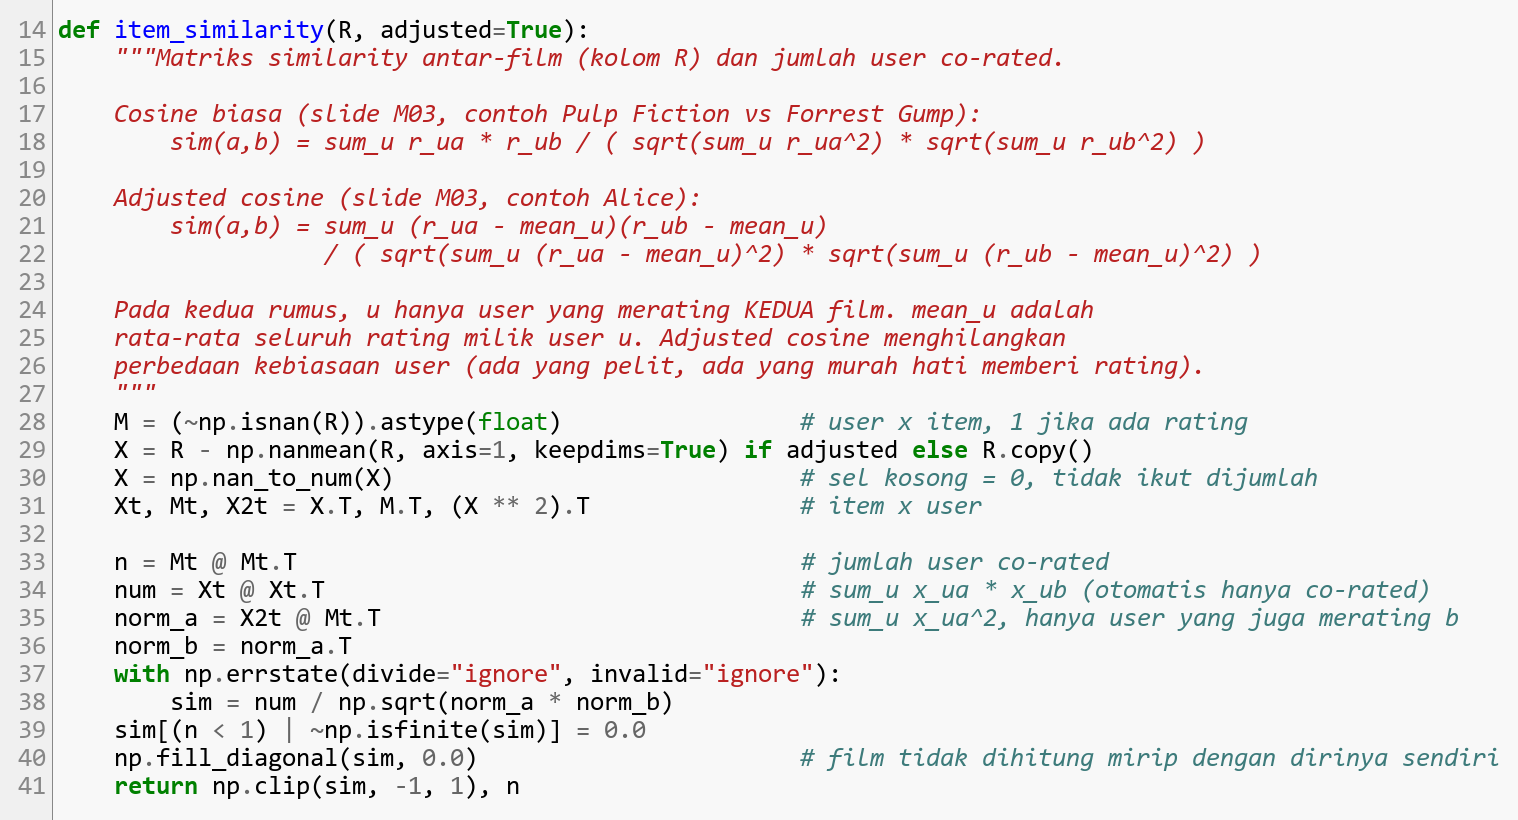 14 def item_similarity(R, adjusted=True):
15     """Matriks similarity antar-film (kolom R) dan jumlah user co-rated.
16
17     Cosine biasa (slide M03, contoh Pulp Fiction vs Forrest Gump):
18         sim(a,b) = sum_u r_ua * r_ub / ( sqrt(sum_u r_ua^2) * sqrt(sum_u r_ub^2) )
19
20     Adjusted cosine (slide M03, contoh Alice):
21         sim(a,b) = sum_u (r_ua - mean_u)(r_ub - mean_u)
22                    / ( sqrt(sum_u (r_ua - mean_u)^2) * sqrt(sum_u (r_ub - mean_u)^2) )
23
24     Pada kedua rumus, u hanya user yang merating KEDUA film. mean_u adalah
25     rata-rata seluruh rating milik user u. Adjusted cosine menghilangkan
26     perbedaan kebiasaan user (ada yang pelit, ada yang murah hati memberi rating).
27     """
28     M = (~np.isnan(R)).astype(float)                 # user x item, 1 jika ada rating
29     X = R - np.nanmean(R, axis=1, keepdims=True) if adjusted else R.copy()
30     X = np.nan_to_num(X)                             # sel kosong = 0, tidak ikut dijumlah
31     Xt, Mt, X2t = X.T, M.T, (X ** 2).T               # item x user
32
33     n = Mt @ Mt.T                                    # jumlah user co-rated
34     num = Xt @ Xt.T                                  # sum_u x_ua * x_ub (otomatis hanya co-rated)
35     norm_a = X2t @ Mt.T                              # sum_u x_ua^2, hanya user yang juga merating b
36     norm_b = norm_a.T
37     with np.errstate(divide="ignore", invalid="ignore"):
38         sim = num / np.sqrt(norm_a * norm_b)
39     sim[(n < 1) | ~np.isfinite(sim)] = 0.0
40     np.fill_diagonal(sim, 0.0)                       # film tidak dihitung mirip dengan dirinya sendiri
41     return np.clip(sim, -1, 1), n